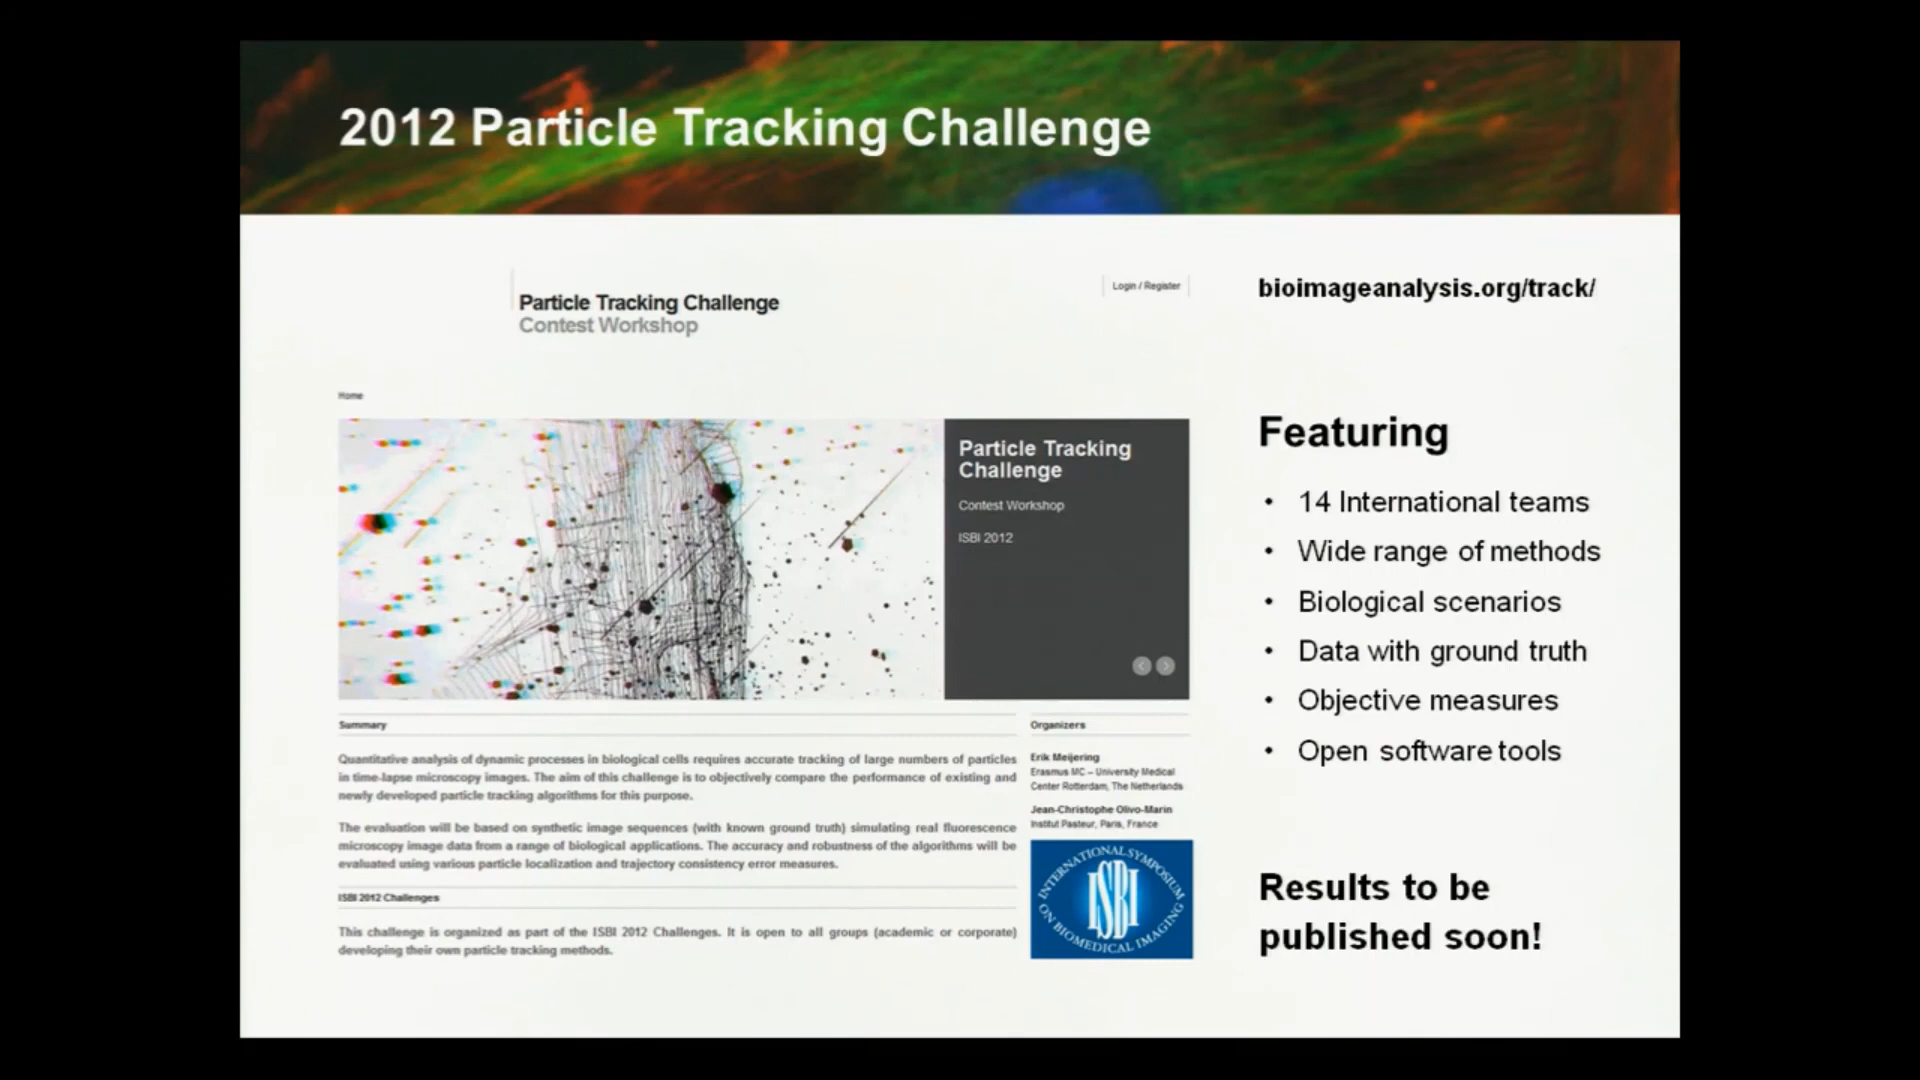 2012 Particle Tracking Challenge
Particle Tracking Challenge
Contest Workshop
Login / Register
Home
Particle Tracking
Challenge
Contest Workshop
ISBI 2012
Summary
Quantitative analysis of dynamic processes in biological cells requires accurate tracking of large numbers of particles
in time-lapse microscopy images. The aim of this challenge is to objectively compare the performance of existing and
newly developed particle tracking algorithms for this purpose.
The evaluation will be based on synthetic image sequences (with known ground truth) simulating real fluorescence
microscopy image data from a range of biological applications. The accuracy and robustness of the algorithms will be
evaluated using various particle localization and trajectory consistency error measures.
ISBI 2012 Challenges
This challenge is organized as part of the ISBI 2012 Challenges. It is open to all groups (academic or corporate)
developing their own particle tracking methods.
Organizers
Erik Meijering
Erasmus MC – University Medical
Center Rotterdam, The Netherlands
Jean-Christophe Olivo-Marin
Institut Pasteur, Paris, France
INTERNATIONAL SYMPOSIUM
ISBI
ON BIOMEDICAL IMAGING
bioimageanalysis.org/track/
Featuring
• 14 International teams
• Wide range of methods
• Biological scenarios
• Data with ground truth
• Objective measures
• Open software tools
Results to be
published soon!